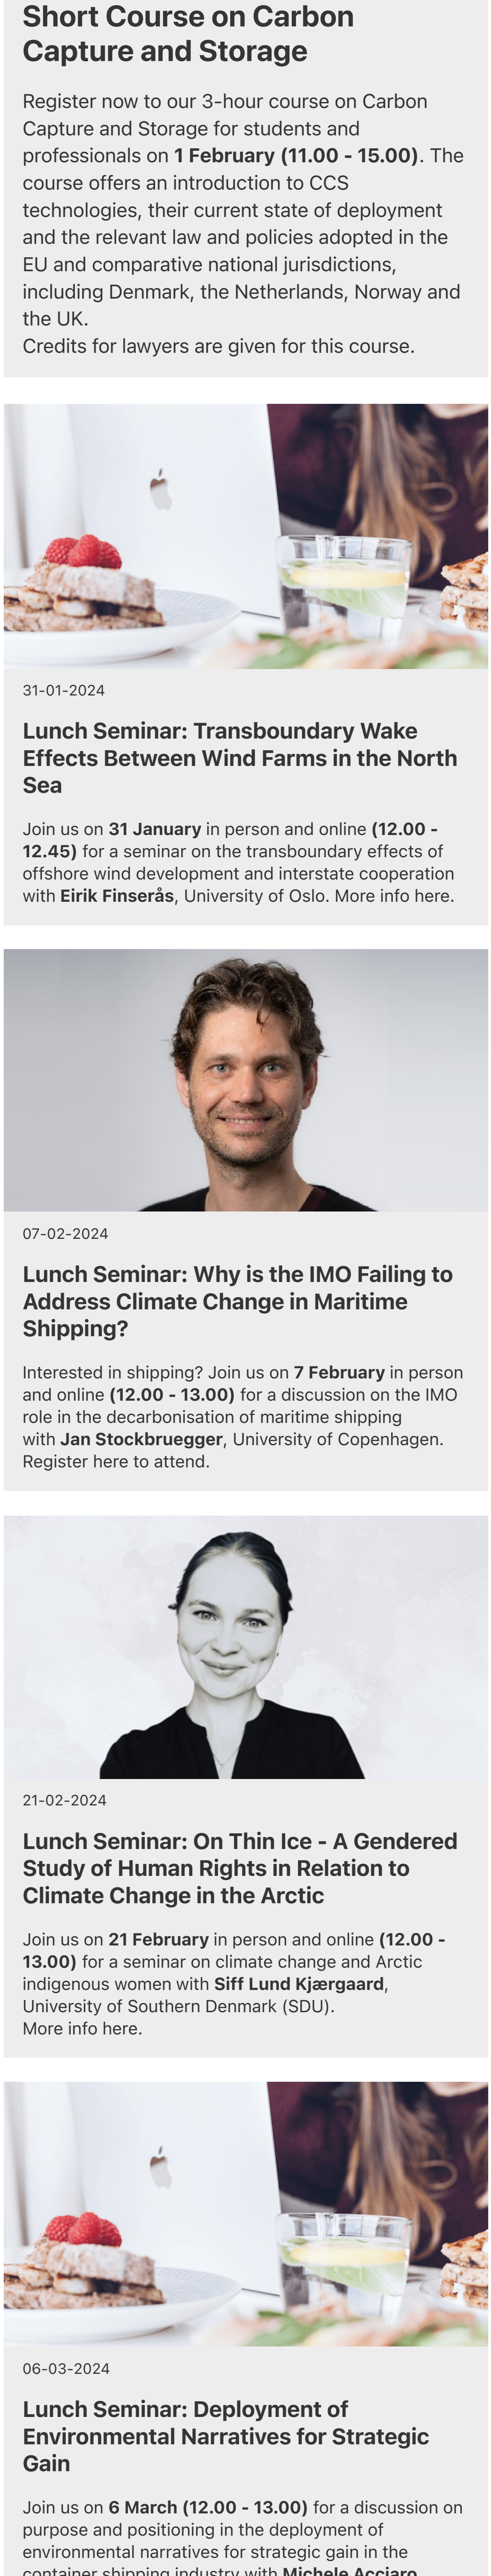 Short Course on Carbon
Capture and Storage
Register now to our 3-hour course on Carbon
Capture and Storage for students and
professionals on 1 February (11.00 - 15.00). The
course offers an introduction to CCS
technologies, their current state of deployment
and the relevant law and policies adopted in the
EU and comparative national jurisdictions,
including Denmark, the Netherlands, Norway and
the UK.
Credits for lawyers are given for this course.
31-01-2024
Lunch Seminar: Transboundary Wake
Effects Between Wind Farms in the North
Sea
Join us on 31 January in person and online (12.00 -
12.45) for a seminar on the transboundary effects of
offshore wind development and interstate cooperation
with Eirik Finserås, University of Oslo. More info here.
07-02-2024
Lunch Seminar: Why is the IMO Failing to
Address Climate Change in Maritime
Shipping?
Interested in shipping? Join us on 7 February in person
and online (12.00 - 13.00) for a discussion on the IMO
role in the decarbonisation of maritime shipping
with Jan Stockbruegger, University of Copenhagen.
Register here to attend.
21-02-2024
Lunch Seminar: On Thin Ice - A Gendered
Study of Human Rights in Relation to
Climate Change in the Arctic
Join us on 21 February in person and online (12.00 -
13.00) for a seminar on climate change and Arctic
indigenous women with Siff Lund Kjærgaard,
University of Southern Denmark (SDU).
More info here.
06-03-2024
Lunch Seminar: Deployment of
Environmental Narratives for Strategic
Gain
Join us on 6 March (12.00 - 13.00) for a discussion on
purpose and positioning in the deployment of
environmental narratives for strategic gain in the
container shipping industry with Michele Acciaro